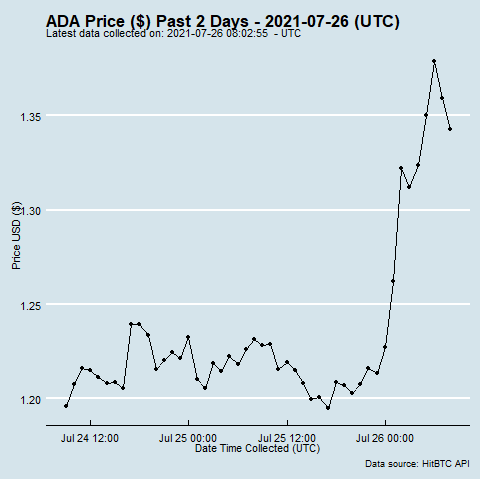 ADA Price ($) Past 2 Days - 2021-07-26 (UTC)
Latest data collected on: 2021-07-26 08:02:55 - UTC
Price USD ($)
1.35
1.30
1.25
1.20
Jul 24 12:00 Jul 25 00:00 Jul 25 12:00 Jul 26 00:00
Date Time Collected (UTC)
Data source: HitBTC API